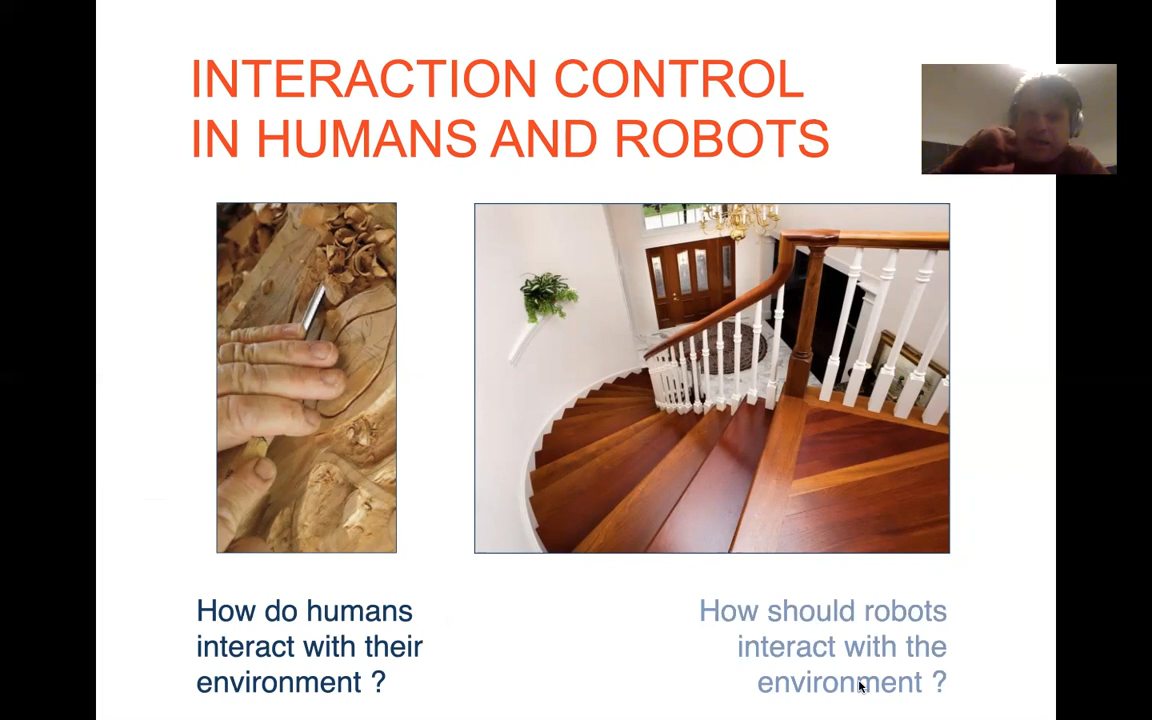 INTERACTION CONTROL
IN HUMANS AND ROBOTS
How do humans
interact with their
environment ?
How should robots
interact with the
environment ?